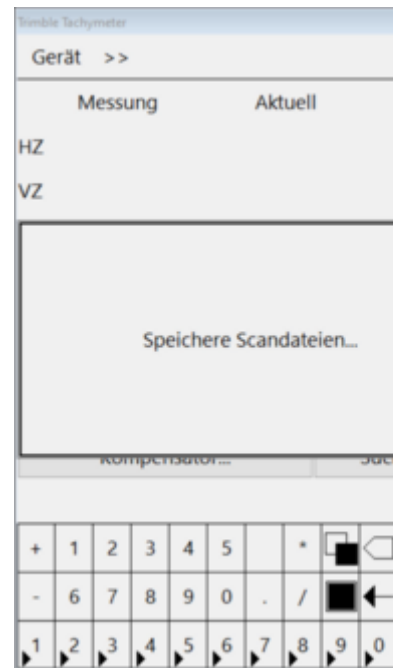 Trimble Tachymeter
Gerät >>
Messung Aktuell
HZ
VZ
Speichere Scandateien...
Kompensator...
+ 1 2 3 4 5 *
- 6 7 8 9 0 . /
1 2 3 4 5 6 7 8 9 0